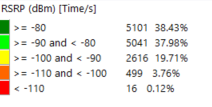 RSRP (dBm) [Time/s]
>= -80 5101 38.43%
>= -90 and < -80 5041 37.98%
>= -100 and < -90 2616 19.71%
>= -110 and < -100 499 3.76%
< -110 16 0.12%